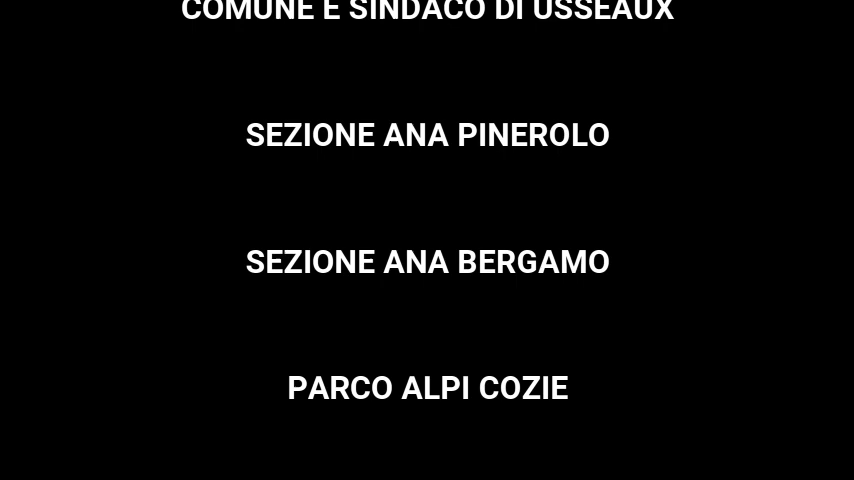 COMUNE E SINDACO DI USSEAUX
SEZIONE ANA PINEROLO
SEZIONE ANA BERGAMO
PARCO ALPI COZIE